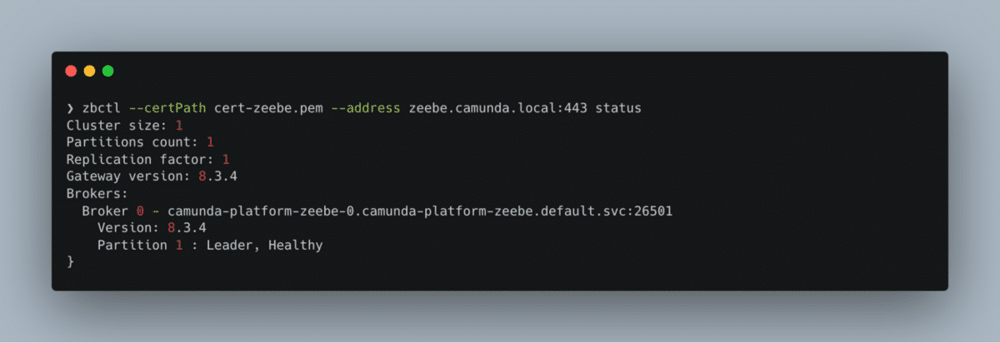 ❯ zbctl --certPath cert-zeebe.pem --address zeebe.camunda.local:443 status
Cluster size: 1
Partitions count: 1
Replication factor: 1
Gateway version: 8.3.4
Brokers:
  Broker 0 - camunda-platform-zeebe-0.camunda-platform-zeebe.default.svc:26501
    Version: 8.3.4
    Partition 1 : Leader, Healthy
}